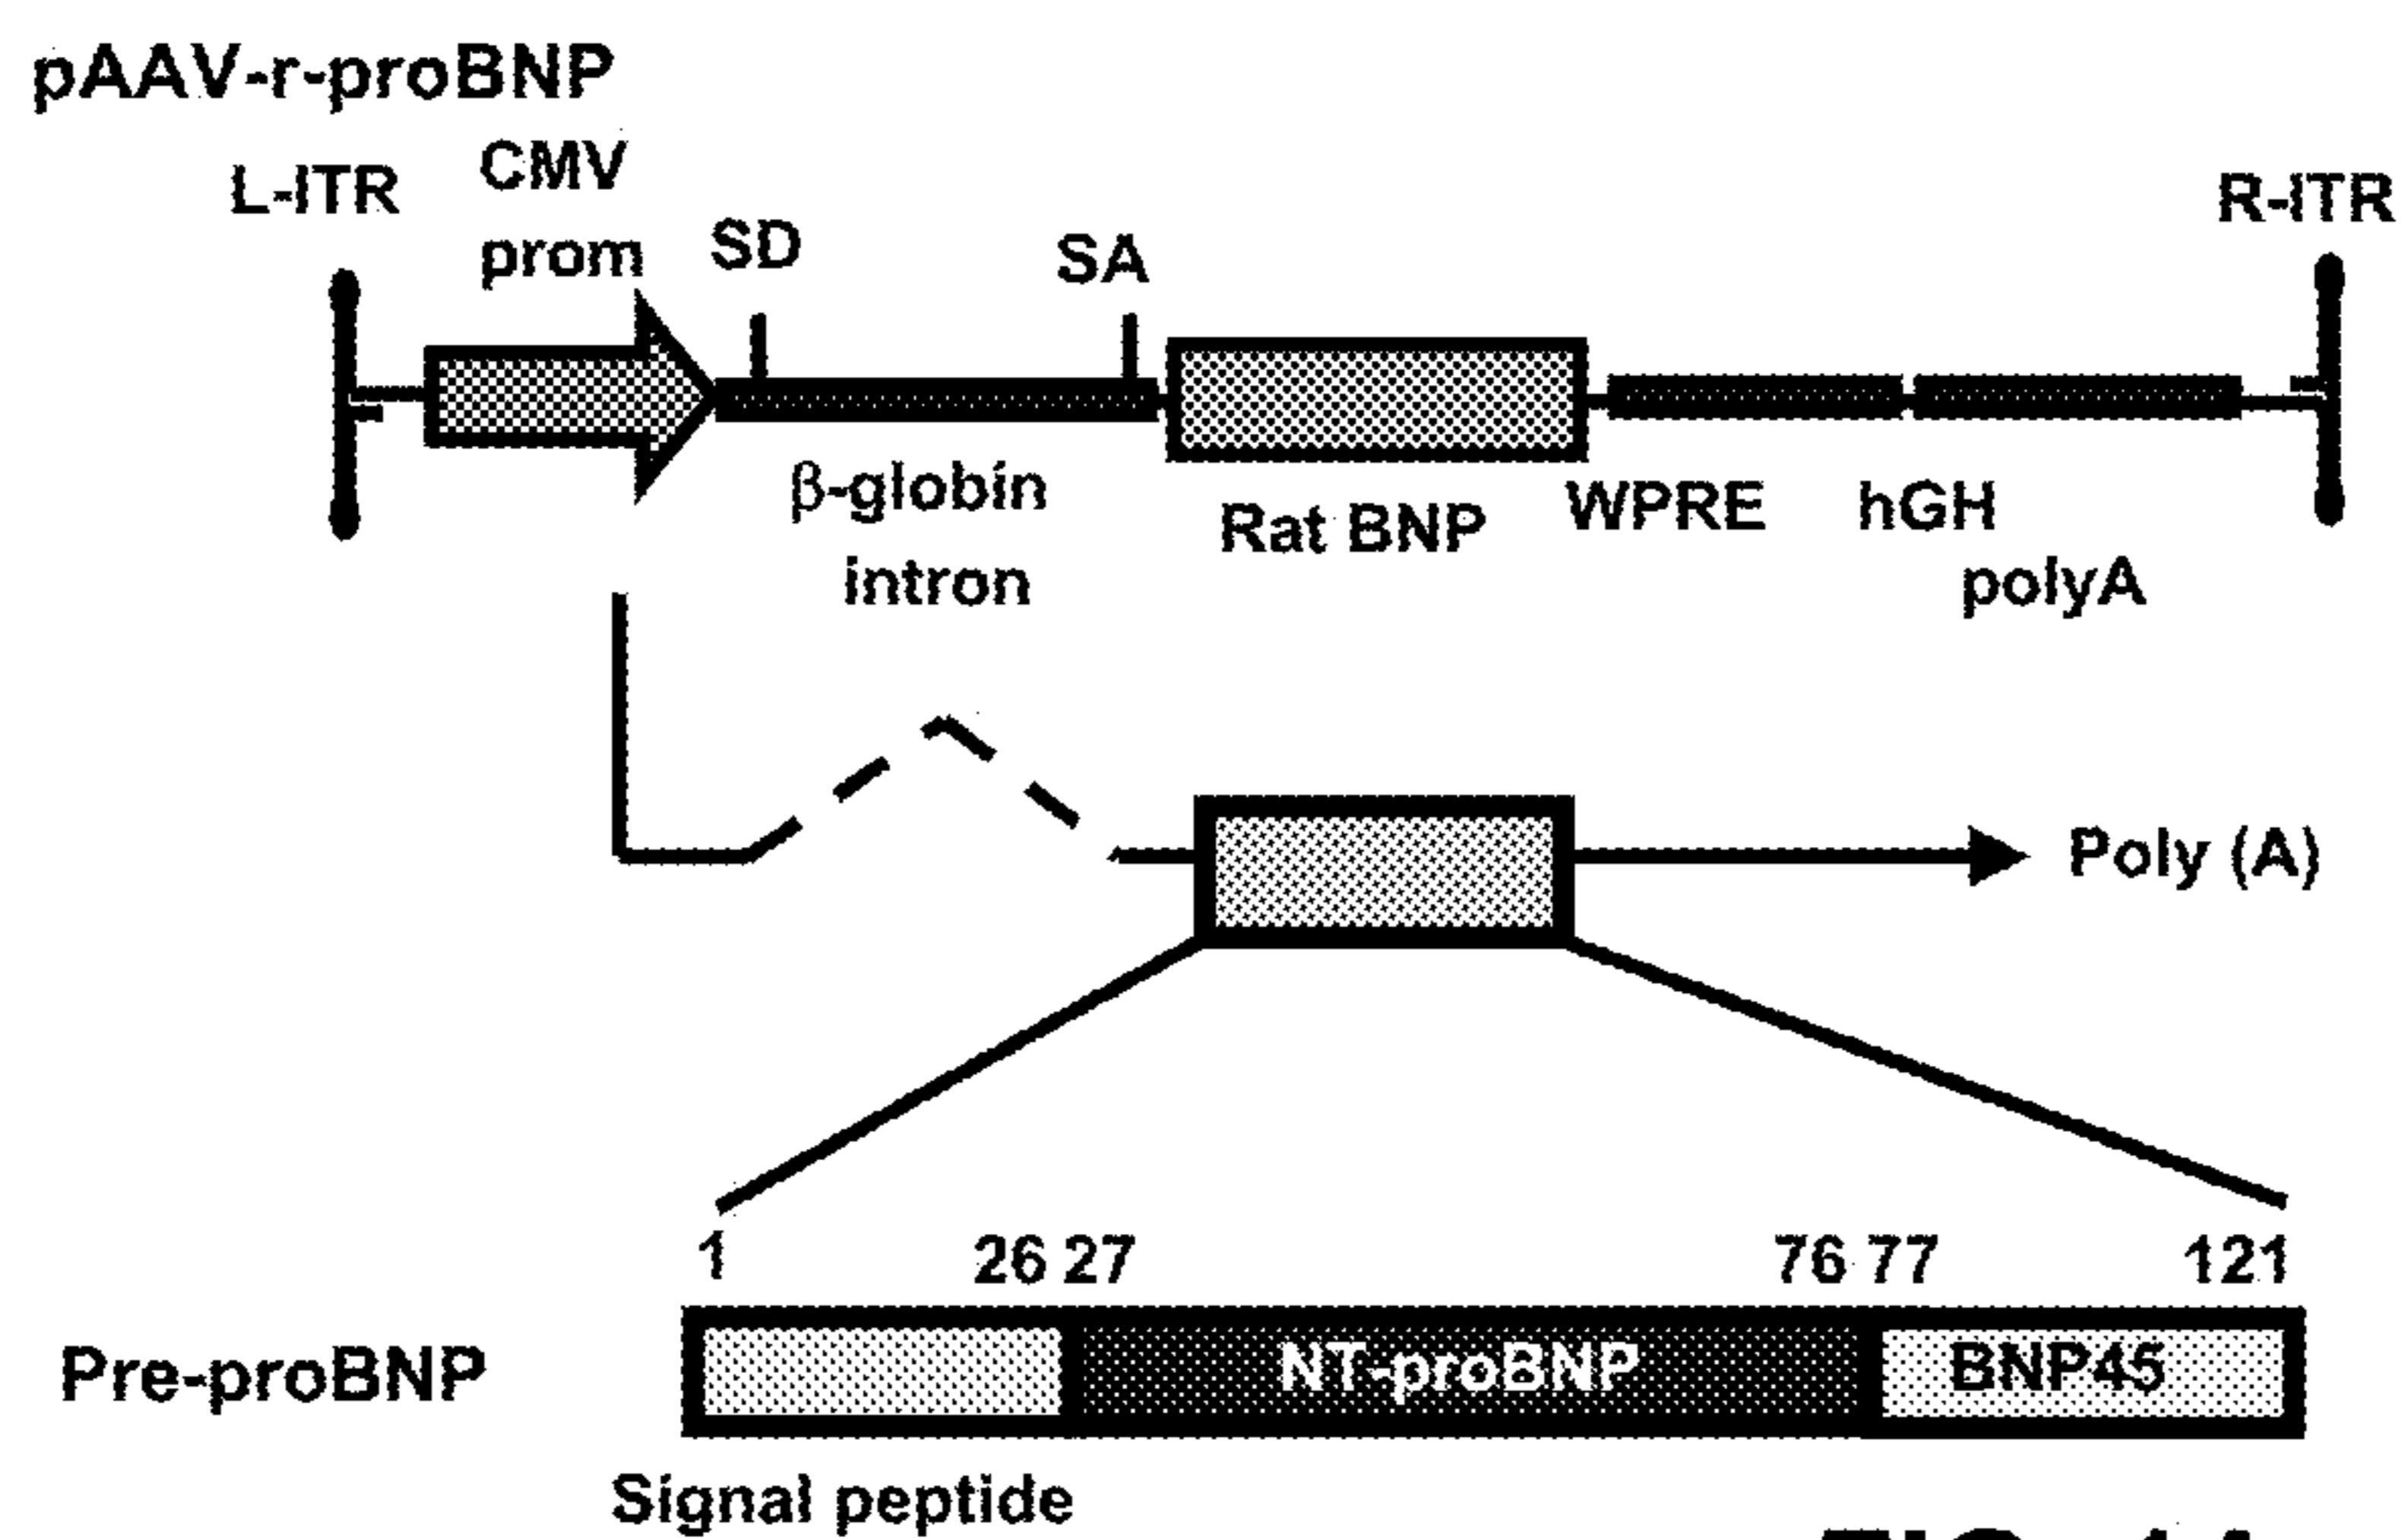 pAAV-r-proBNP
L-ITR
CMV
prom
SD
SA
R-ITR
β-globin
intron
Rat BNP
WPRE
hGH
polyA
Poly (A)
1
26 27
76 77
121
Pre-proBNP
NT-proBNP
BNP45
Signal peptide